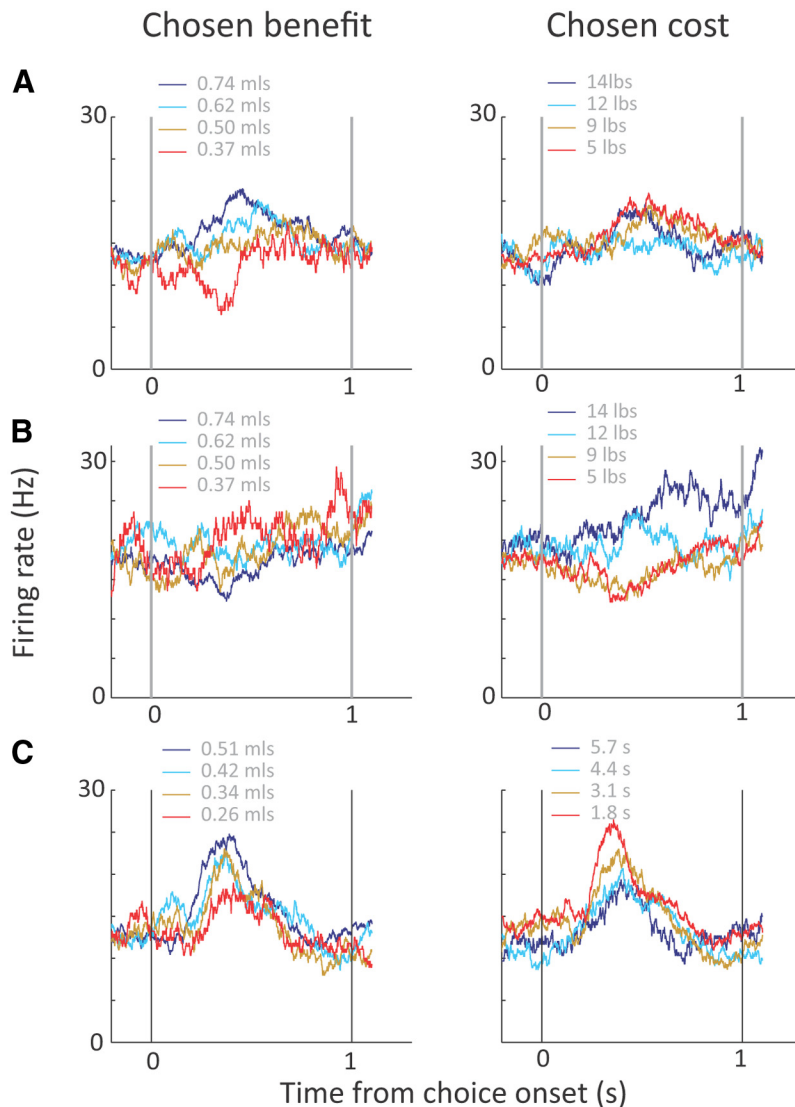 Chosen benefit
Chosen cost
A
30
0
0.74 mls
0.62 mls
0.50 mls
0.37 mls
0
1
30
0
14lbs
12 lbs
9 lbs
5 lbs
0
1
B
30
0
0.74 mls
0.62 mls
0.50 mls
0.37 mls
0
1
30
0
14 lbs
12 lbs
9 lbs
5 lbs
0
1
Firing rate (Hz)
C
30
0
0.51 mls
0.42 mls
0.34 mls
0.26 mls
0
1
5.7 s
4.4 s
3.1 s
1.8 s
0
1
Time from choice onset (s)